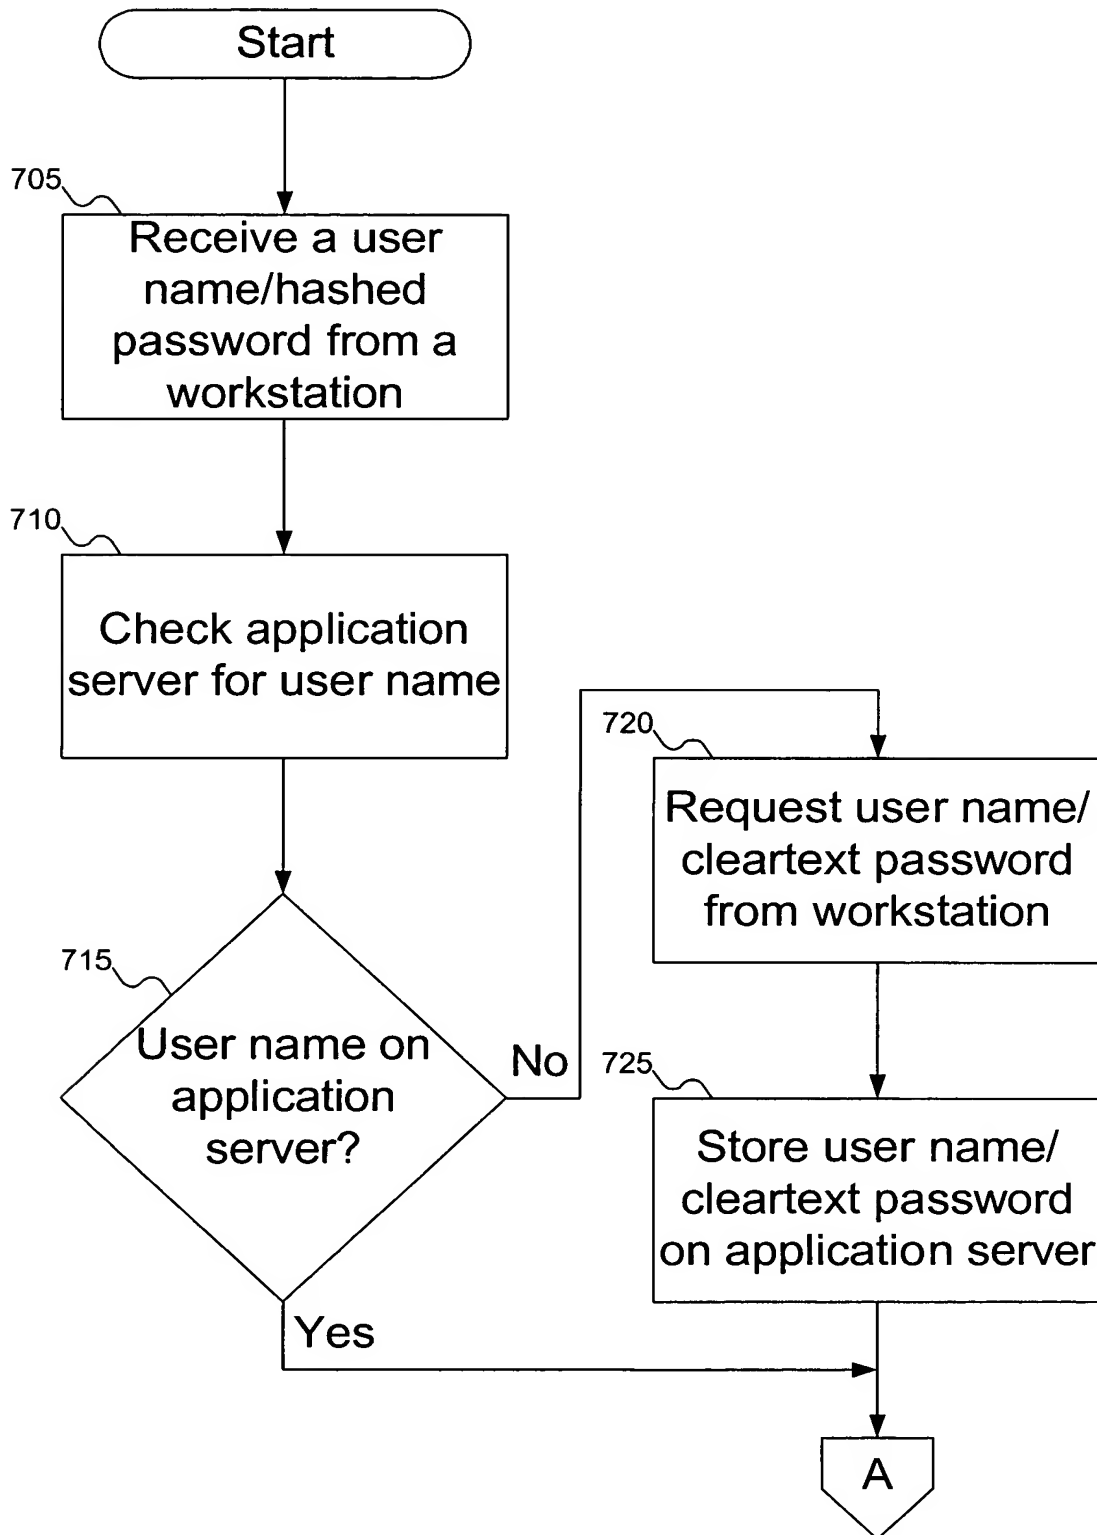 Start
705
Receive a user
name/hashed
password from a
workstation
710
Check application
server for user name
715
User name on
application
server?
No
Yes
720
Request user name/
cleartext password
from workstation
725
Store user name/
cleartext password
on application server
A